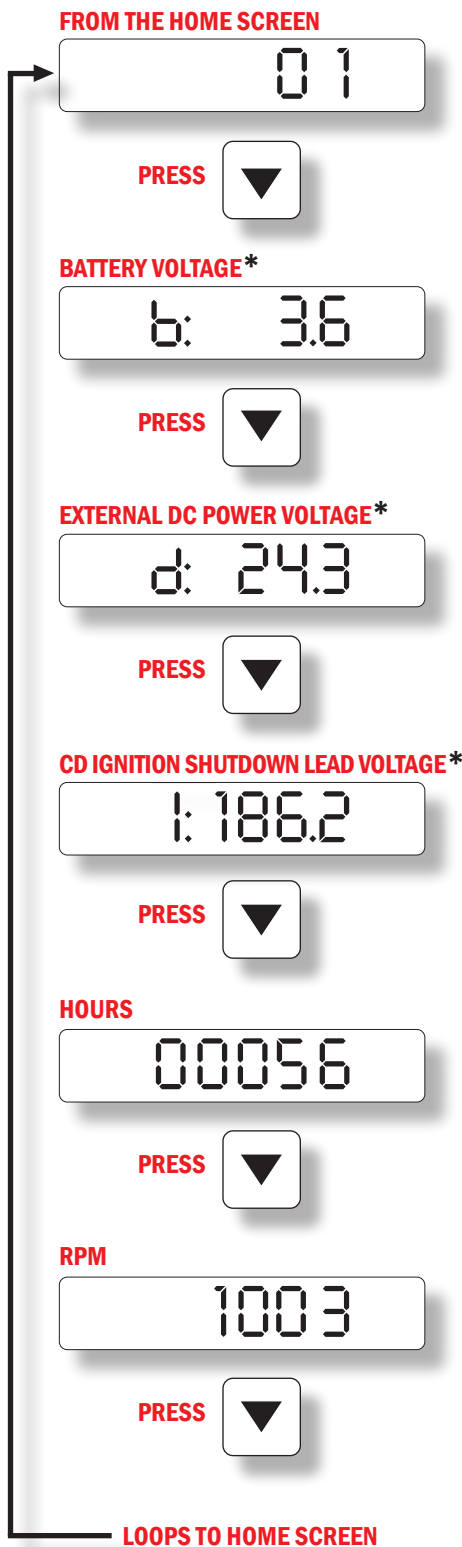 FROM THE HOME SCREEN
01
PRESS
BATTERY VOLTAGE*
b: 3.6
PRESS
EXTERNAL DC POWER VOLTAGE*
d: 24.3
PRESS
CD IGNITION SHUTDOWN LEAD VOLTAGE*
I: 186.2
PRESS
HOURS
00056
PRESS
RPM
1003
PRESS
LOOPS TO HOME SCREEN